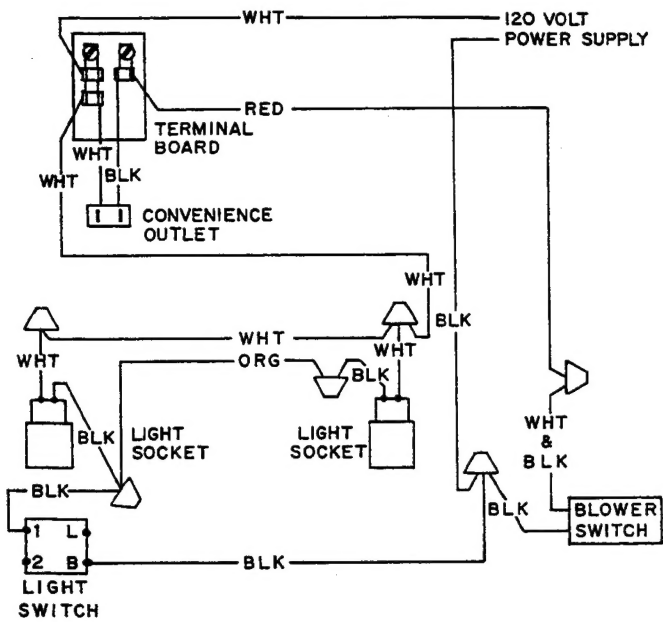 WHT
120 VOLT
POWER SUPPLY
RED
TERMINAL
BOARD
WHT
WHT
BLK
CONVENIENCE
OUTLET
WHT
BLK
WHT
WHT
WHT
ORG
BLK
WHT
&
BLK
BLK
LIGHT
SOCKET
LIGHT
SOCKET
BLK
BLK
BLOWER
SWITCH
1 L
2 B
BLK
LIGHT
SWITCH